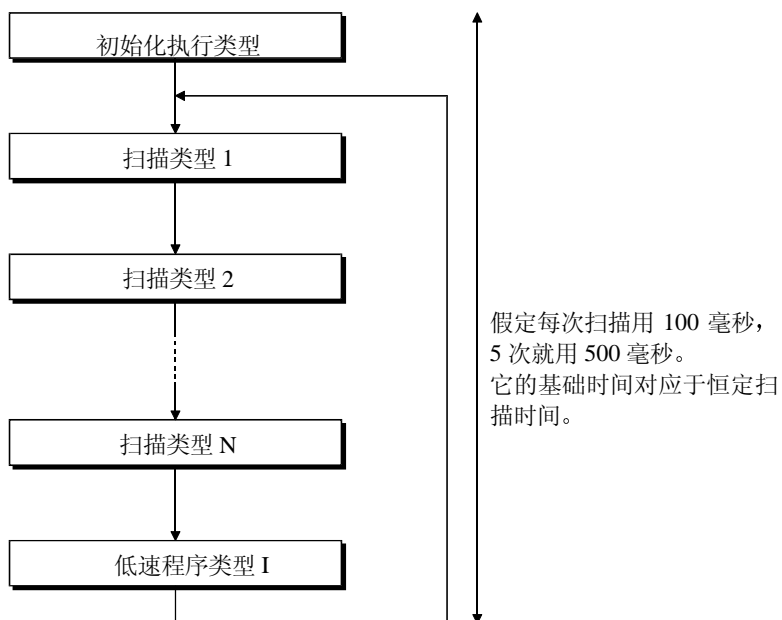 初始化执行类型
扫描类型 1
扫描类型 2
假定每次扫描用 100 毫秒，
5 次就用 500 毫秒。
它的基础时间对应于恒定扫
描时间。
扫描类型 N
低速程序类型 I